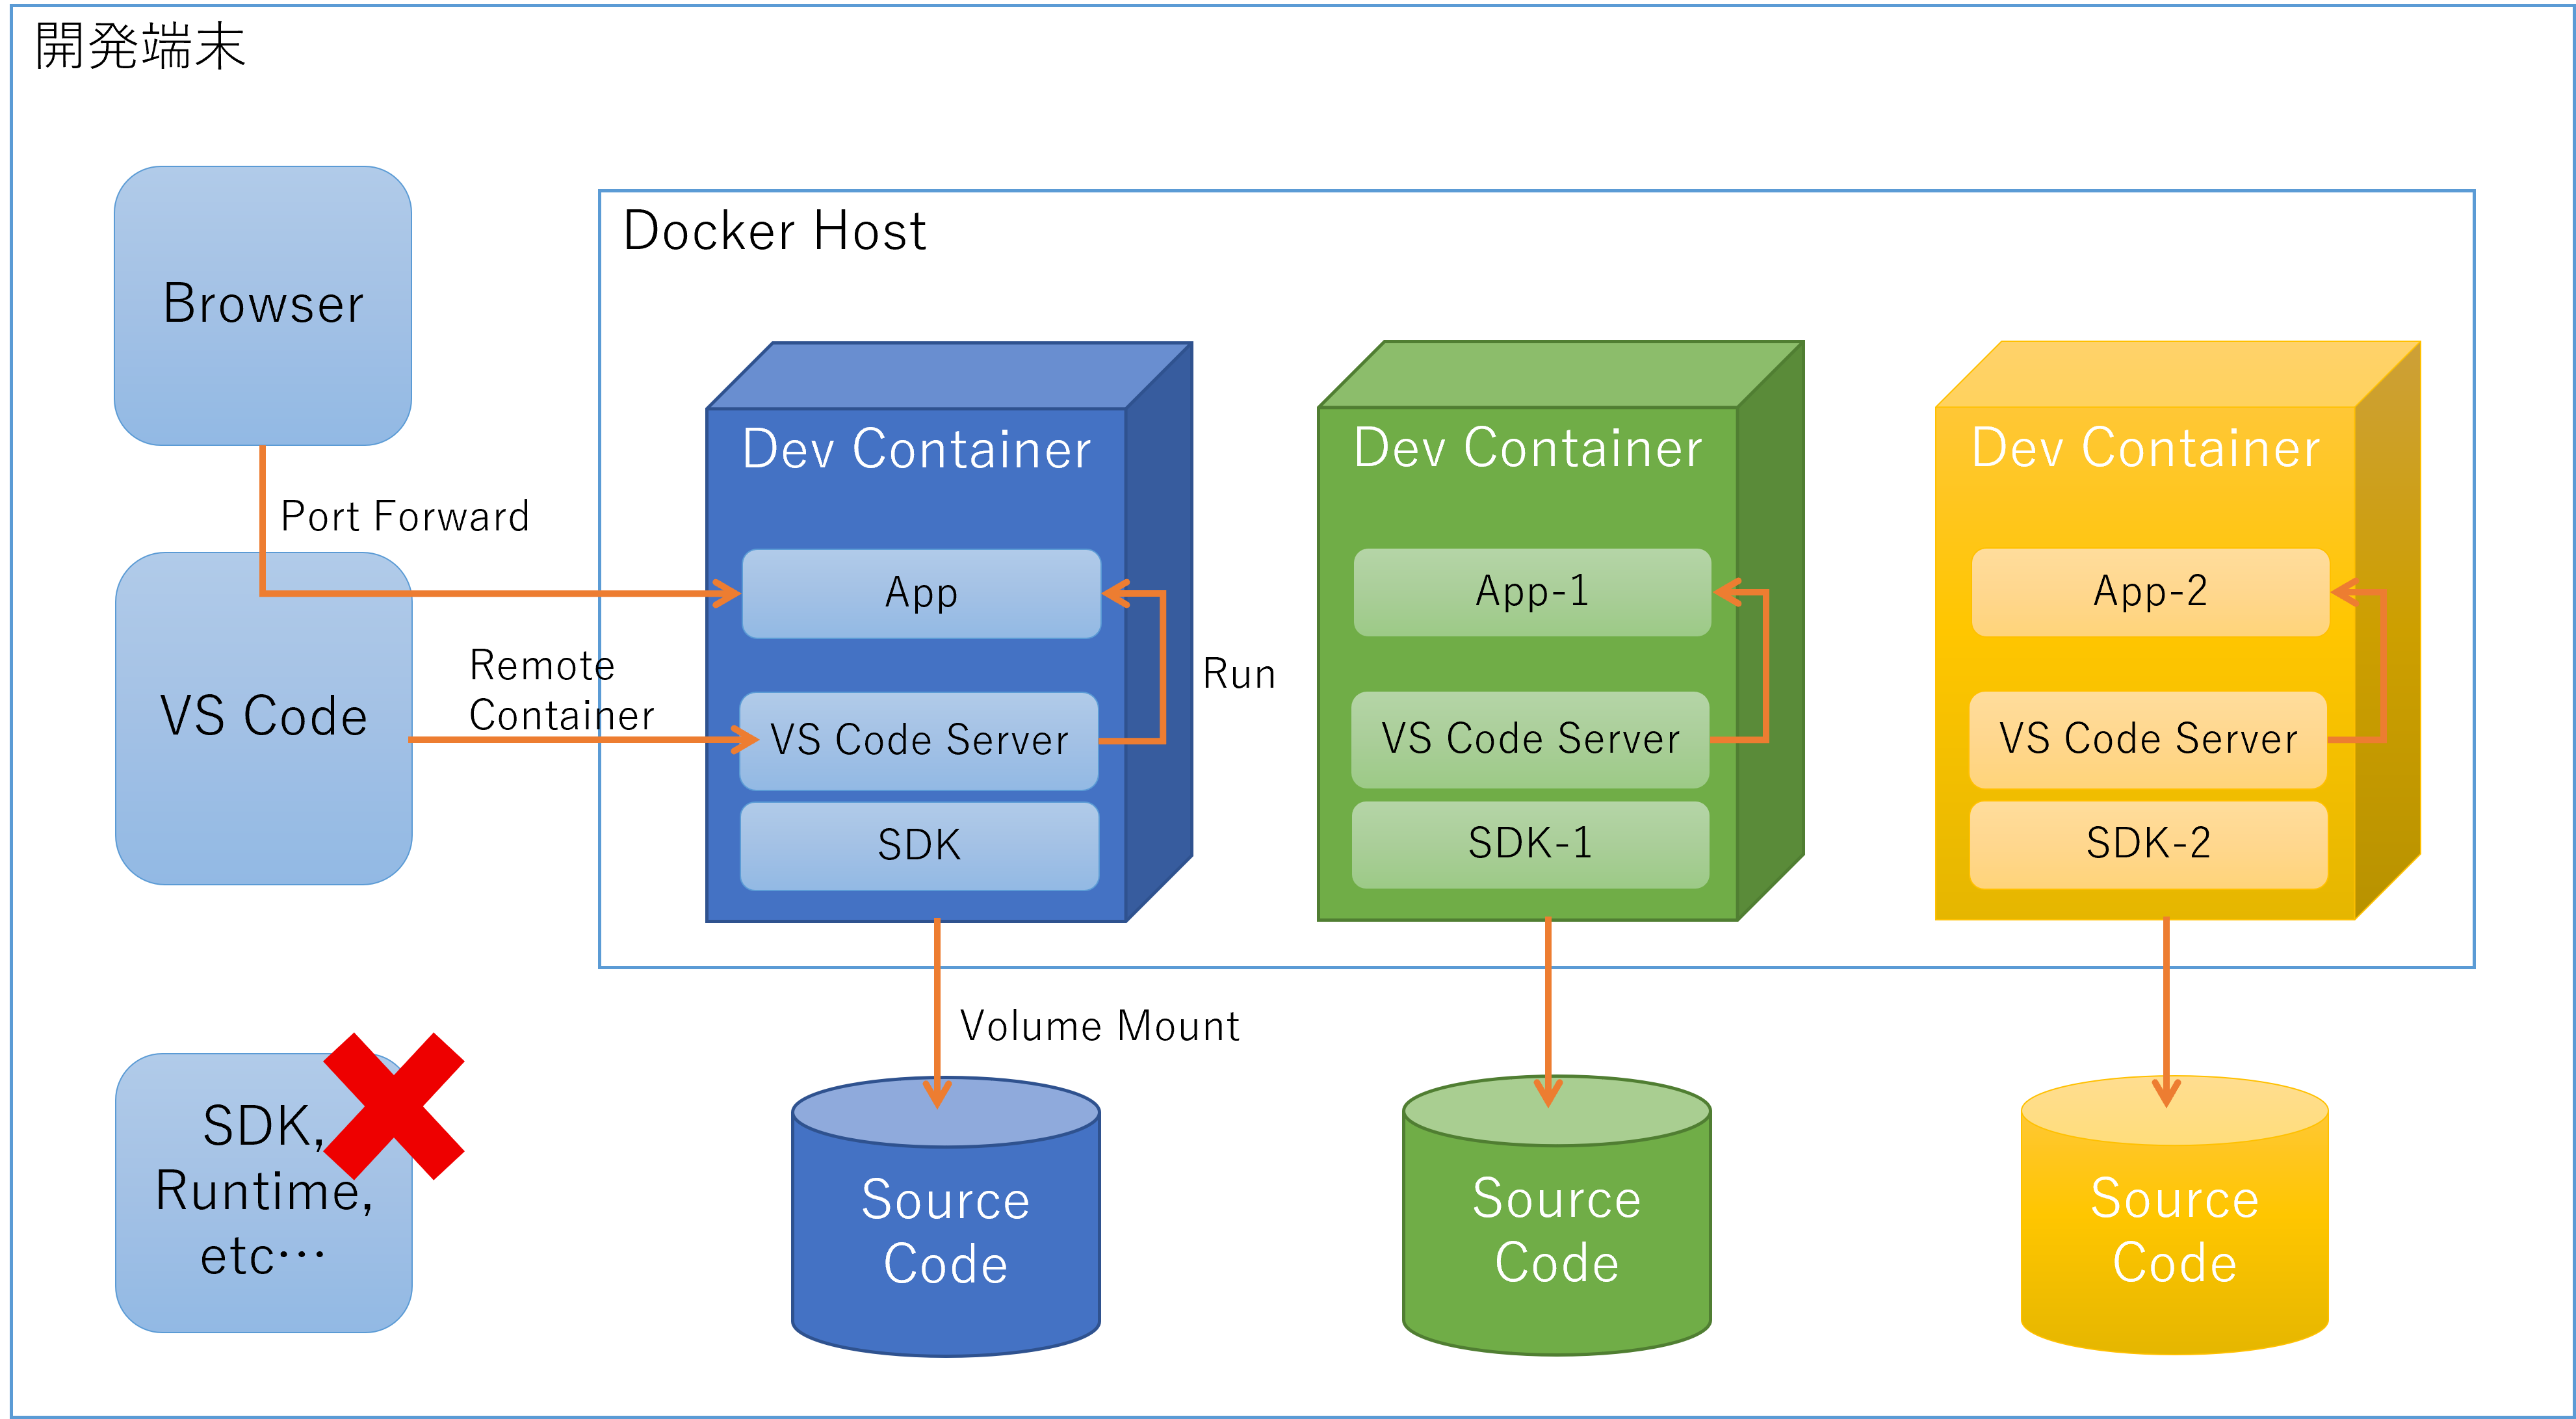 開発端末
Browser
Port Forward
VS Code
Remote
Container
SDK,
Runtime,
etc…
Docker Host
Dev Container
App
VS Code Server
SDK
Run
Volume Mount
Source
Code
Dev Container
App-1
VS Code Server
SDK-1
Source
Code
Dev Container
App-2
VS Code Server
SDK-2
Source
Code